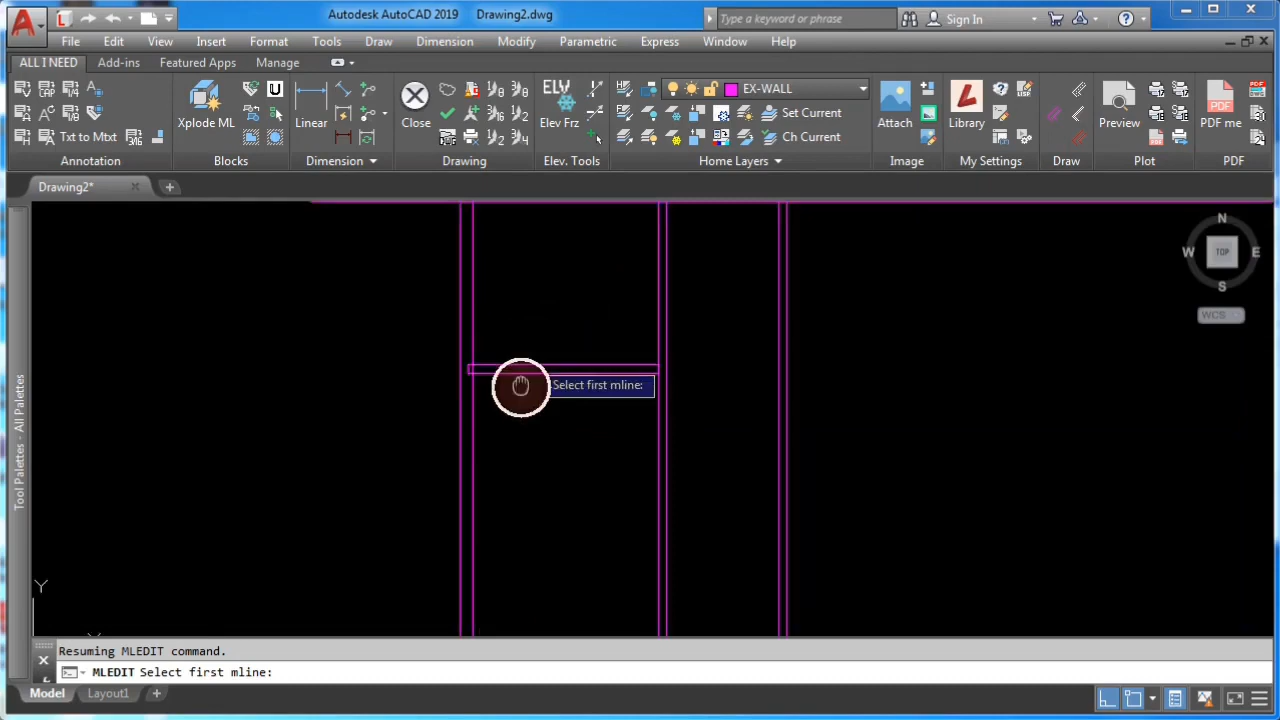 Autodesk AutoCAD 2019 Drawing2.dwg
Type a keyword or phrase
Sign In
File Edit View Insert Format Tools Draw Dimension Modify Parametric Express Window Help
ALL I NEED Add-ins Featured Apps Manage
Txt to Mtxt
Annotation
Xplode ML
Blocks
Linear
Dimension
Close
Drawing
ELV
Elev Frz
Elev. Tools
EX-WALL
Set Current
Ch Current
Home Layers
Attach
Image
Library
My Settings
Draw
Preview
Plot
PDF
PDF me
PDF
Drawing2*
N
W TOP E
S
WCS
Select first mline:
Tool Palettes - All Palettes
Y
Resuming MLEDIT command.
MLEDIT Select first mline:
Model Layout1